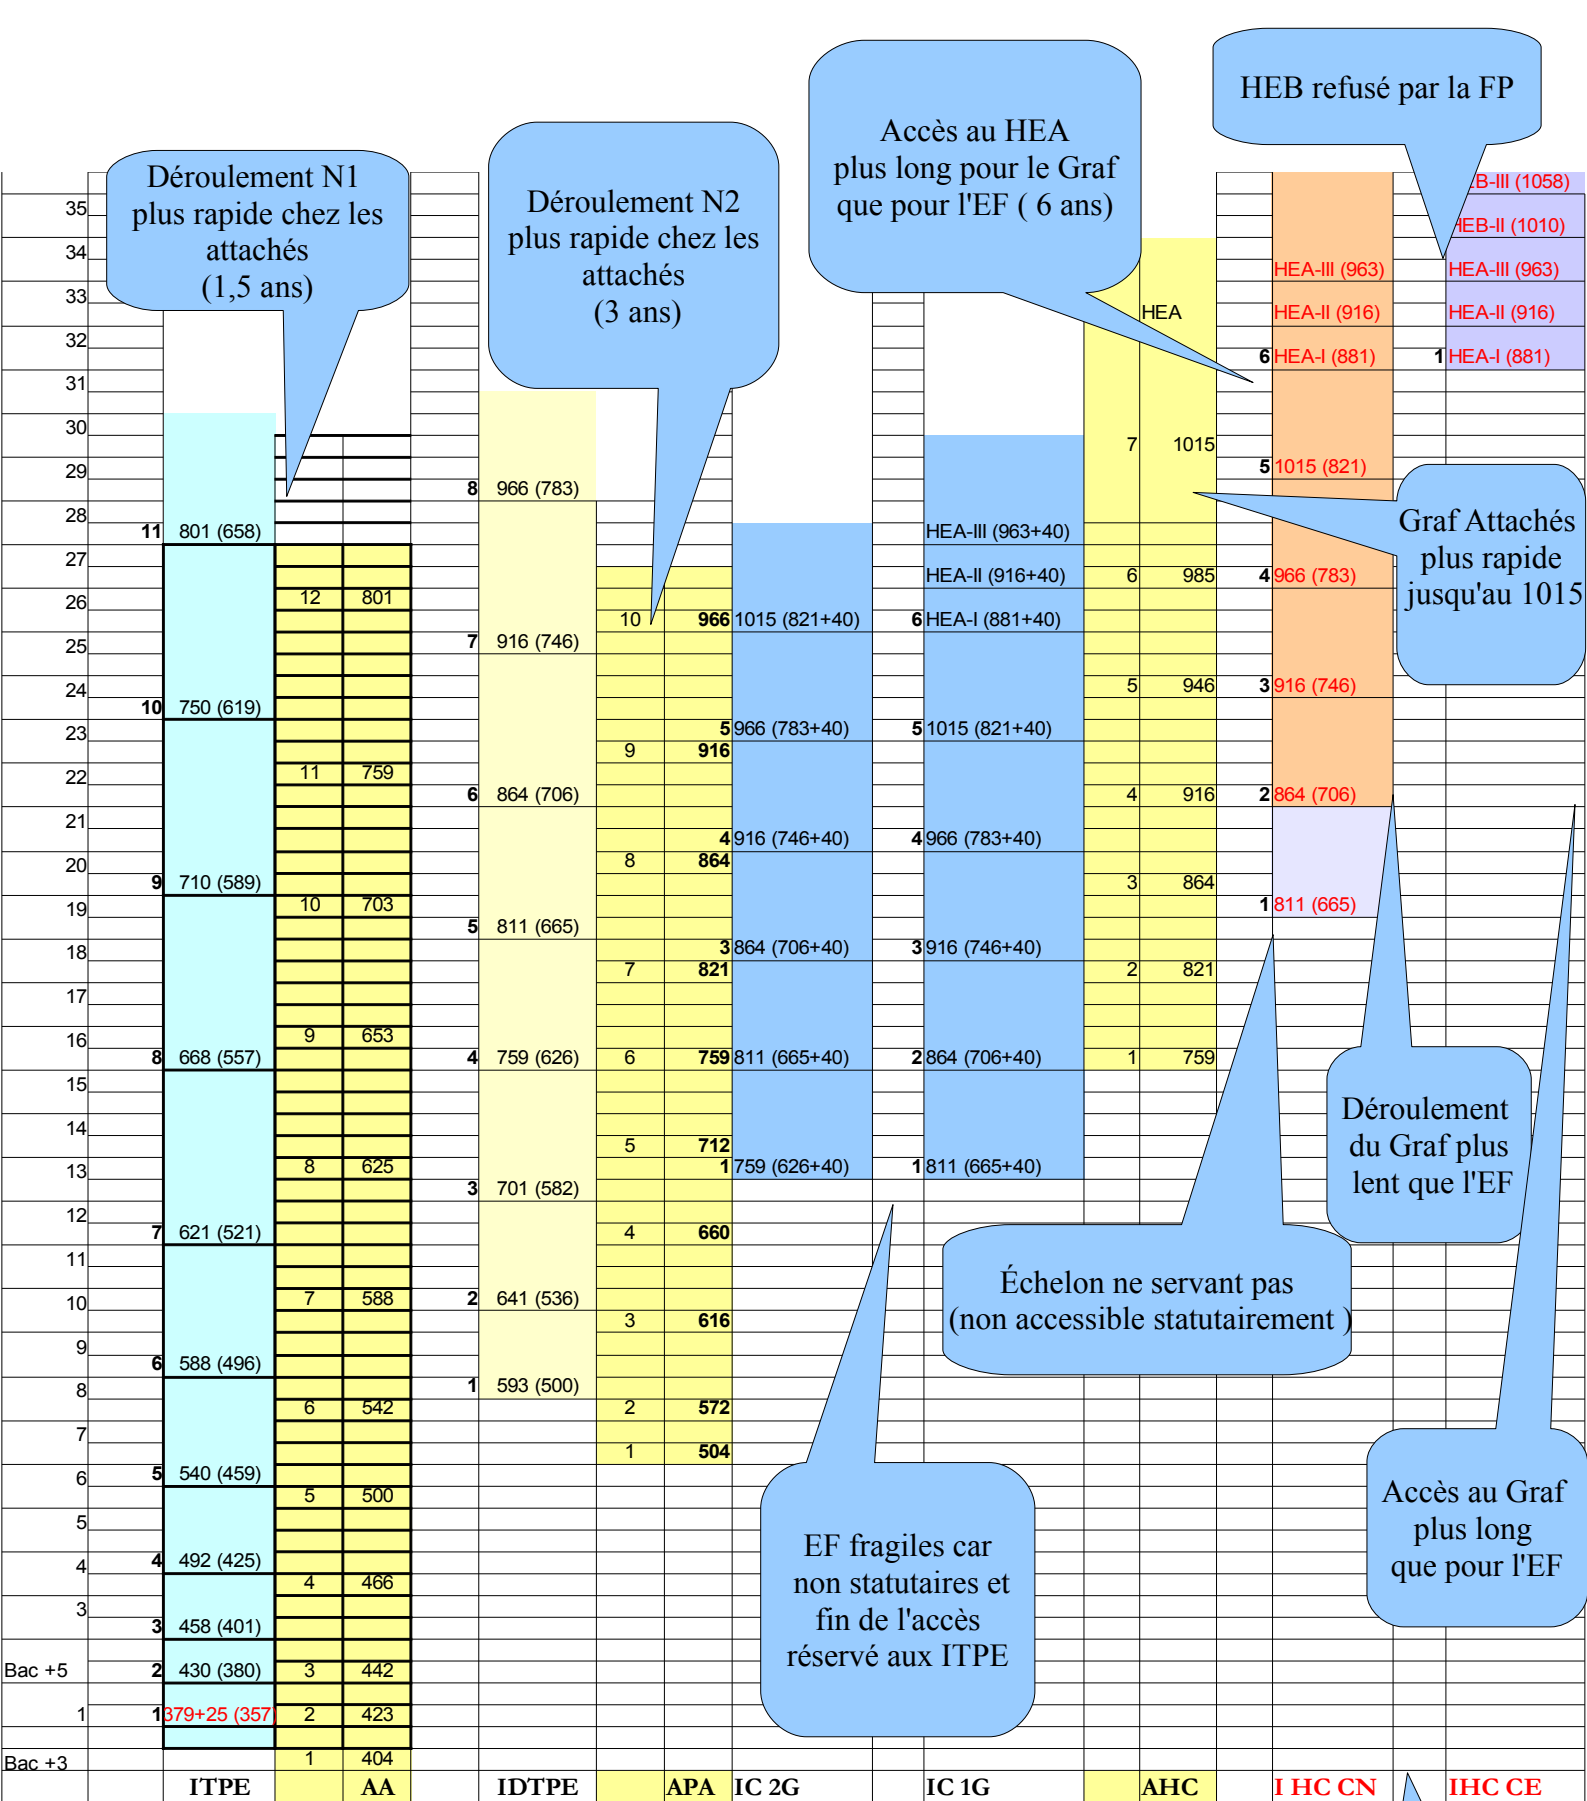 HEB refusé par la FP
Accès au HEA
plus long pour le Graf
que pour l'EF ( 6 ans)
Déroulement N1
plus rapide chez les
attachés
(1,5 ans)
Déroulement N2
plus rapide chez les
attachés
(3 ans)
EB-III (1058)
35
HEB-II (1010)
34
HEA-III (963) HEA-III (963)
33
HEA HEA-II (916) HEA-II (916)
32
6 HEA-I (881) 1 HEA-I (881)
31
30
7 1015
29
5 1015 (821)
8 966 (783)
28
11 801 (658) HEA-III (963+40)
Graf Attachés
plus rapide
jusqu'au 1015
27
HEA-II (916+40) 6 985 4 966 (783)
26 12 801
10 966 1015 (821+40) 6 HEA-I (881+40)
25 7 916 (746)
24 5 946 3 916 (746)
10 750 (619)
23 5 966 (783+40) 5 1015 (821+40)
9 916
22 11 759
6 864 (706) 4 916 2 864 (706)
21
4 916 (746+40) 4 966 (783+40)
20 8 864
9 710 (589) 3 864
19 10 703 1 811 (665)
5 811 (665)
18 3 864 (706+40) 3 916 (746+40)
7 821 2 821
17
16 9 653
8 668 (557) 4 759 (626) 6 759 811 (665+40) 2 864 (706+40) 1 759
15
Déroulement
du Graf plus
lent que l'EF
14
5 712
13 8 625 1 759 (626+40) 1 811 (665+40)
3 701 (582)
12
7 621 (521) 4 660
11
Échelon ne servant pas
(non accessible statutairement )
10 7 588 2 641 (536)
3 616
9
6 588 (496)
8 1 593 (500)
6 542 2 572
7
1 504
6 5 540 (459)
5 500
Accès au Graf
plus long
que pour l'EF
5
EF fragiles car
non statutaires et
fin de l'accès
réservé aux ITPE
4 4 492 (425)
4 466
3
3 458 (401)
Bac +5 2 430 (380) 3 442
1 1 379+25 (357 2 423
Bac +3 1 404
ITPE AA IDTPE APA IC 2G IC 1G AHC I HC CN IHC CE